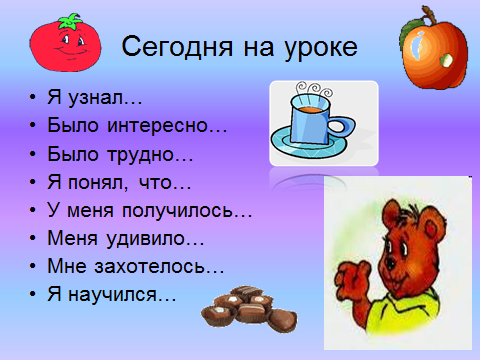 Сегодня на уроке
• Я узнал…
• Было интересно…
• Было трудно…
• Я понял, что…
• У меня получилось…
• Меня удивило…
• Мне захотелось…
• Я научился…